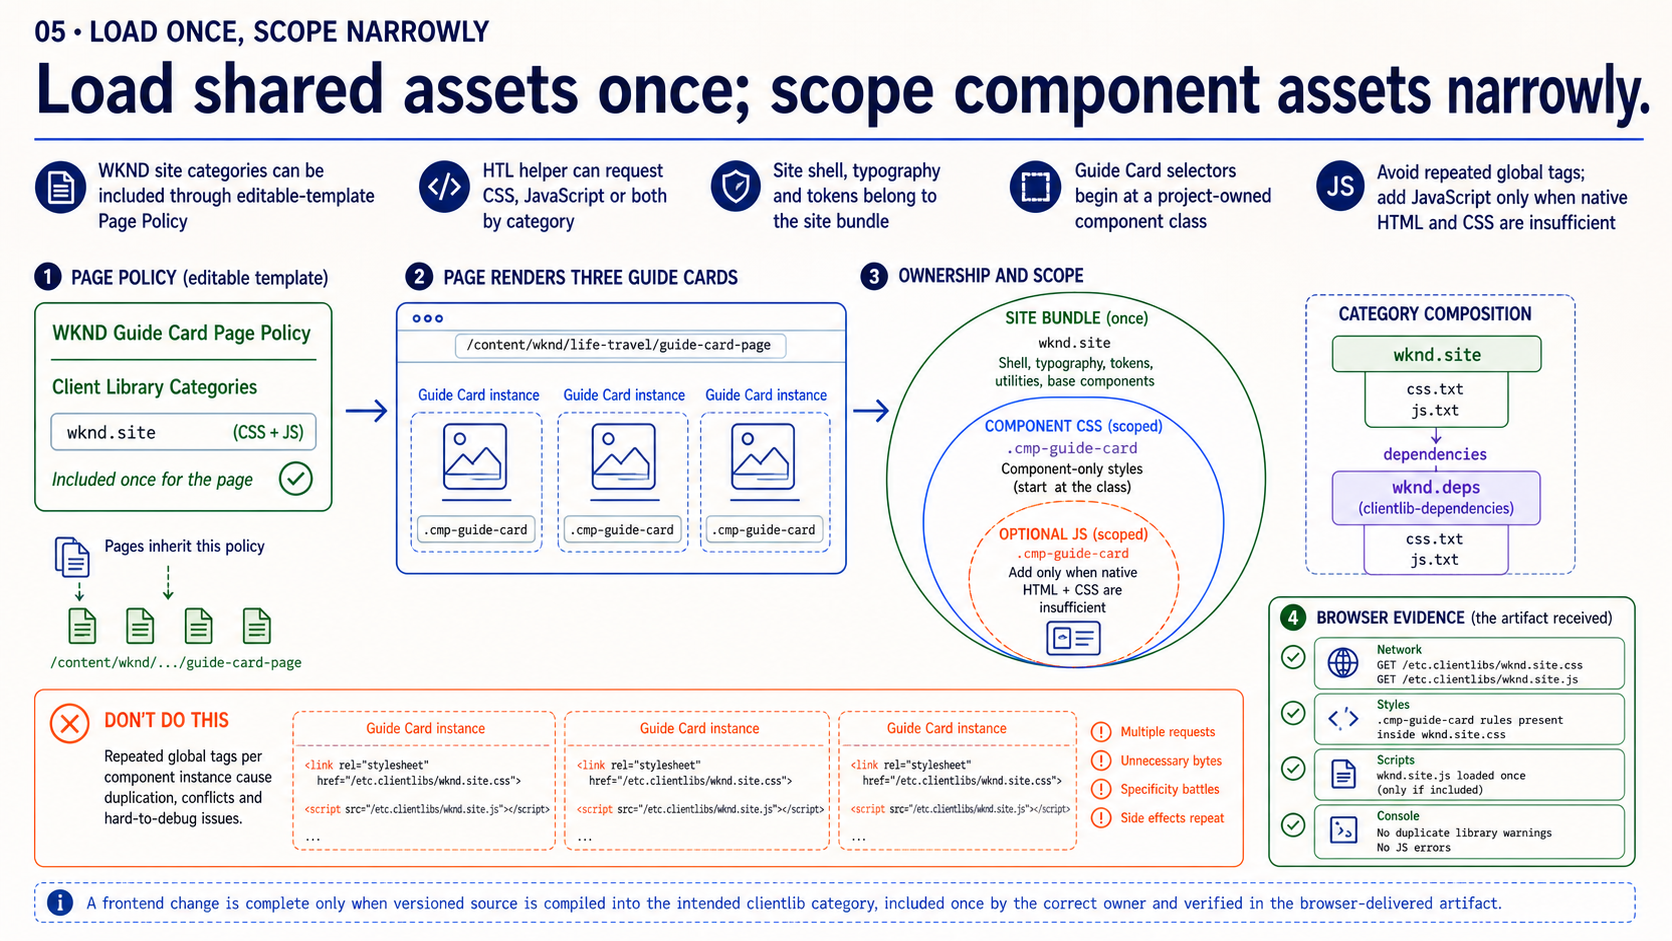 05 • LOAD ONCE, SCOPE NARROWLY
Load shared assets once; scope component assets narrowly.
WKND site categories can be
included through editable-template
Page Policy
</>
HTL helper can request
CSS, JavaScript or both
by category
Site shell, typography
and tokens belong to
the site bundle
Guide Card selectors
begin at a project-owned
component class
JS
Avoid repeated global tags;
add JavaScript only when native
HTML and CSS are insufficient
1 PAGE POLICY (editable template)
WKND Guide Card Page Policy
Client Library Categories
wknd.site (CSS + JS)
Included once for the page
Pages inherit this policy
/content/wknd/.../guide-card-page
2 PAGE RENDERS THREE GUIDE CARDS
/content/wknd/life-travel/guide-card-page
Guide Card instance
.cmp-guide-card
Guide Card instance
.cmp-guide-card
Guide Card instance
.cmp-guide-card
3 OWNERSHIP AND SCOPE
SITE BUNDLE (once)
wknd.site
Shell, typography, tokens,
utilities, base components
COMPONENT CSS (scoped)
.cmp-guide-card
Component-only styles
(start at the class)
OPTIONAL JS (scoped)
.cmp-guide-card
Add only when native
HTML + CSS are
insufficient
CATEGORY COMPOSITION
wknd.site
css.txt
js.txt
dependencies
wknd.deps
(clientlib-dependencies)
css.txt
js.txt
4 BROWSER EVIDENCE (the artifact received)
Network
GET /etc.clientlibs/wknd.site.css
GET /etc.clientlibs/wknd.site.js
Styles
.cmp-guide-card rules present
inside wknd.site.css
Scripts
wknd.site.js loaded once
(only if included)
Console
No duplicate library warnings
No JS errors
DON'T DO THIS
Repeated global tags per
component instance cause
duplication, conflicts and
hard-to-debug issues.
Guide Card instance
<link rel="stylesheet"
href="/etc.clientlibs/wknd.site.css">
<script src="/etc.clientlibs/wknd.site.js"></script>
...
Guide Card instance
<link rel="stylesheet"
href="/etc.clientlibs/wknd.site.css">
<script src="/etc.clientlibs/wknd.site.js"></script>
...
Guide Card instance
<link rel="stylesheet"
href="/etc.clientlibs/wknd.site.css">
<script src="/etc.clientlibs/wknd.site.js"></script>
...
Multiple requests
Unnecessary bytes
Specificity battles
Side effects repeat
A frontend change is complete only when versioned source is compiled into the intended clientlib category, included once by the correct owner and verified in the browser-delivered artifact.